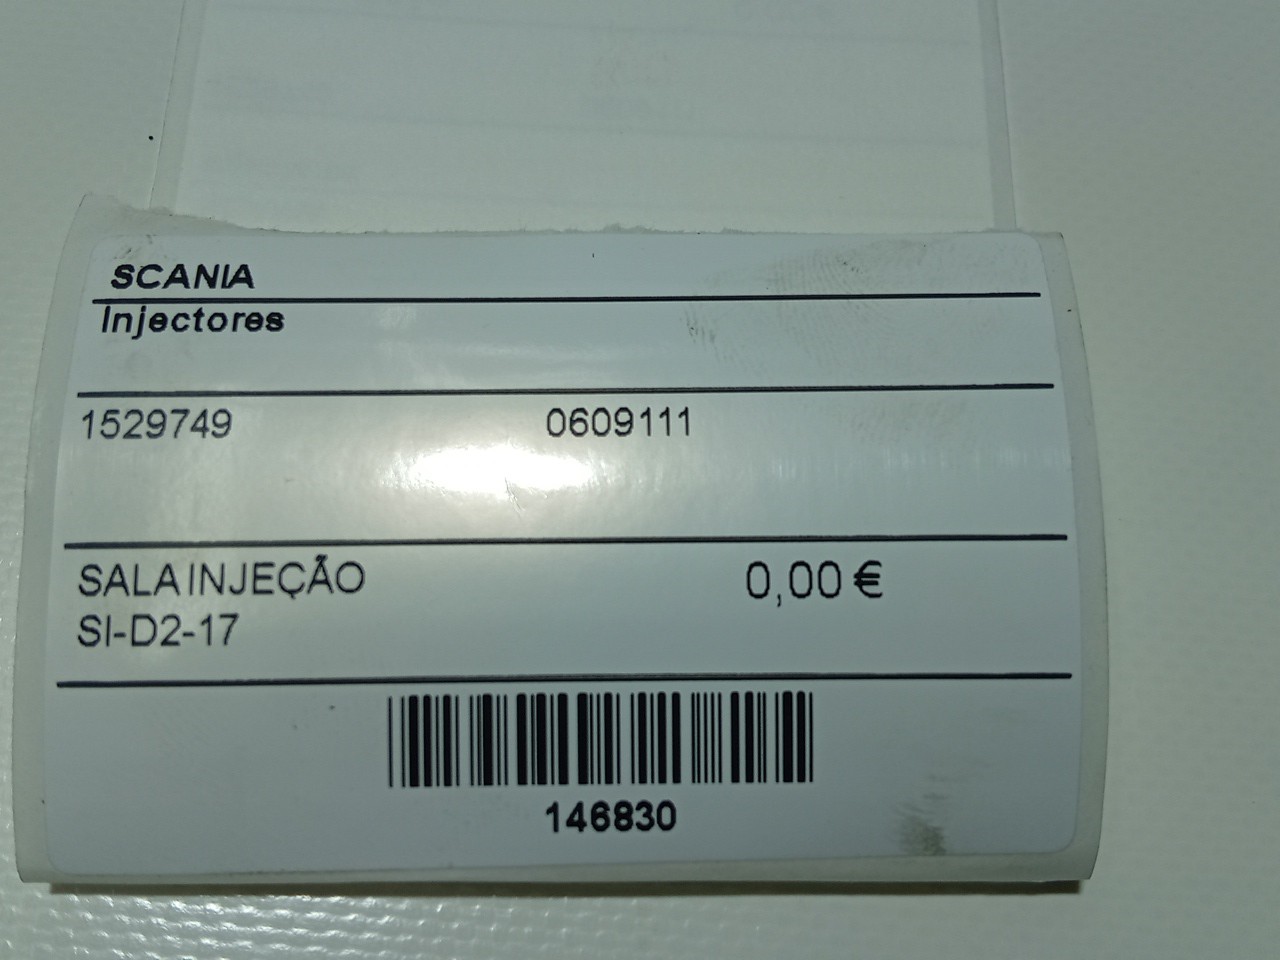 SCANIA
Injectores
1529749 0609111
SALA INJEÇÃO 0,00 €
SI-D2-17
146830